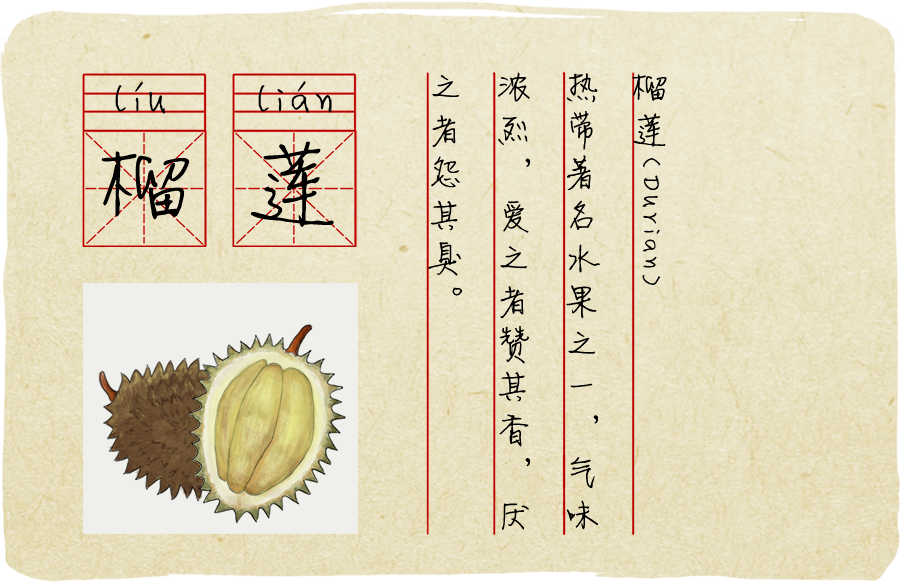 liú lián
榴莲
榴莲(Durian)
热带著名水果之一，气味
浓烈，爱之者赞其香，厌
之者怨其臭。